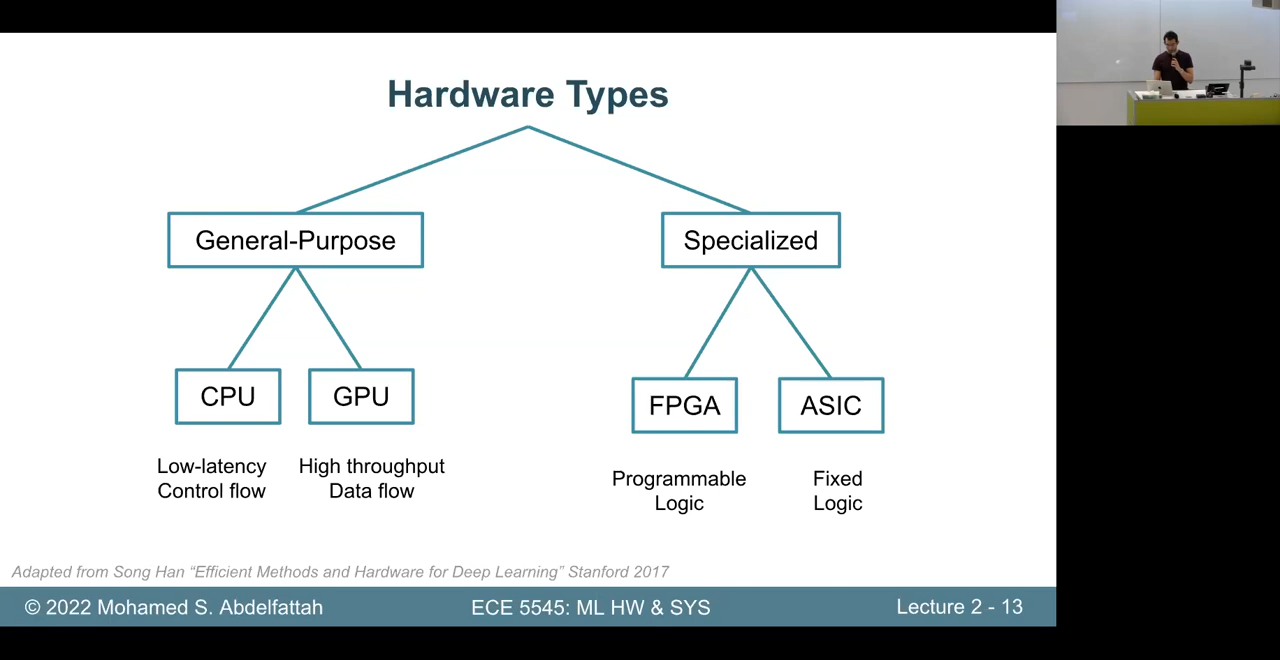 Hardware Types
General-Purpose
Specialized
CPU
GPU
FPGA
ASIC
Low-latency
Control flow
High throughput
Data flow
Programmable
Logic
Fixed
Logic
Adapted from Song Han “Efficient Methods and Hardware for Deep Learning” Stanford 2017
© 2022 Mohamed S. Abdelfattah
ECE 5545: ML HW & SYS
Lecture 2 - 13